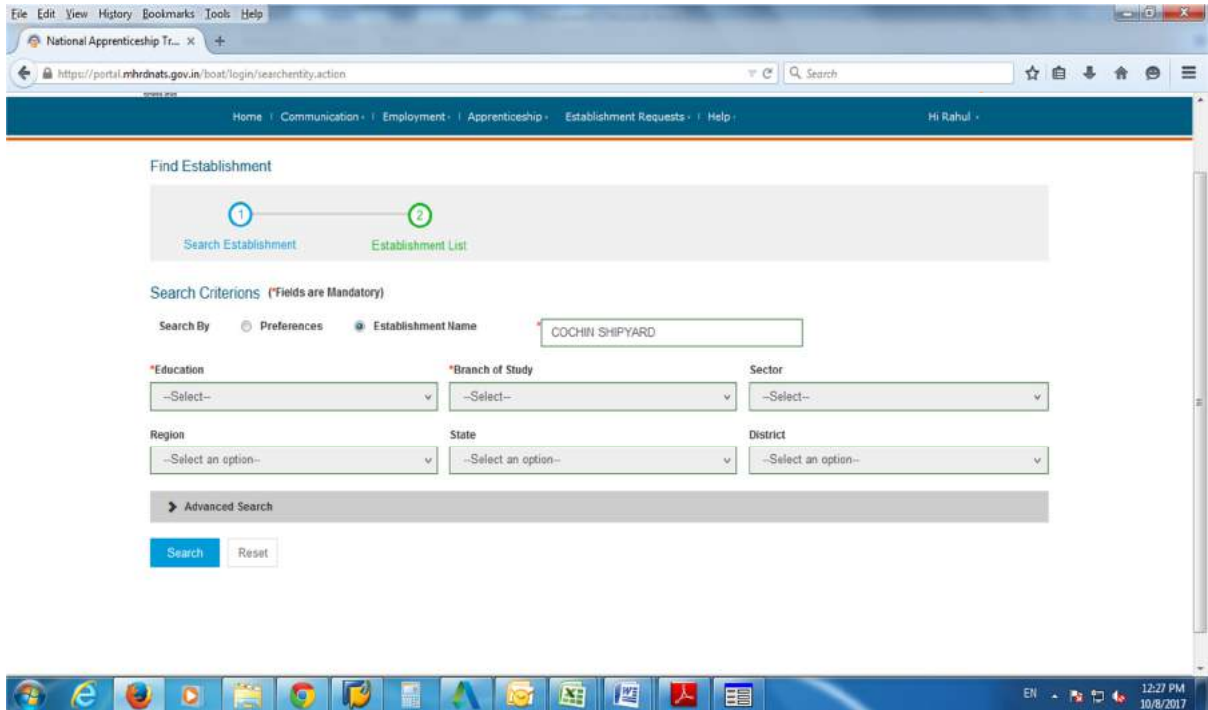 File Edit View History Bookmarks Tools Help
National Apprenticeship Tr... × +
https://portal.mhrdnats.gov.in/boat/login/searchentity.action Search
Home | Communication | Employment | Apprenticeship Establishment Requests | Help Hi Rahul
Find Establishment
1 2
Search Establishment Establishment List
Search Criterions (*Fields are Mandatory)
Search By Preferences Establishment Name * COCHIN SHIPYARD
*Education *Branch of Study Sector
--Select-- --Select-- --Select--
Region State District
--Select an option-- --Select an option-- --Select an option--
Advanced Search
Search Reset
EN 12:27 PM
10/8/2017